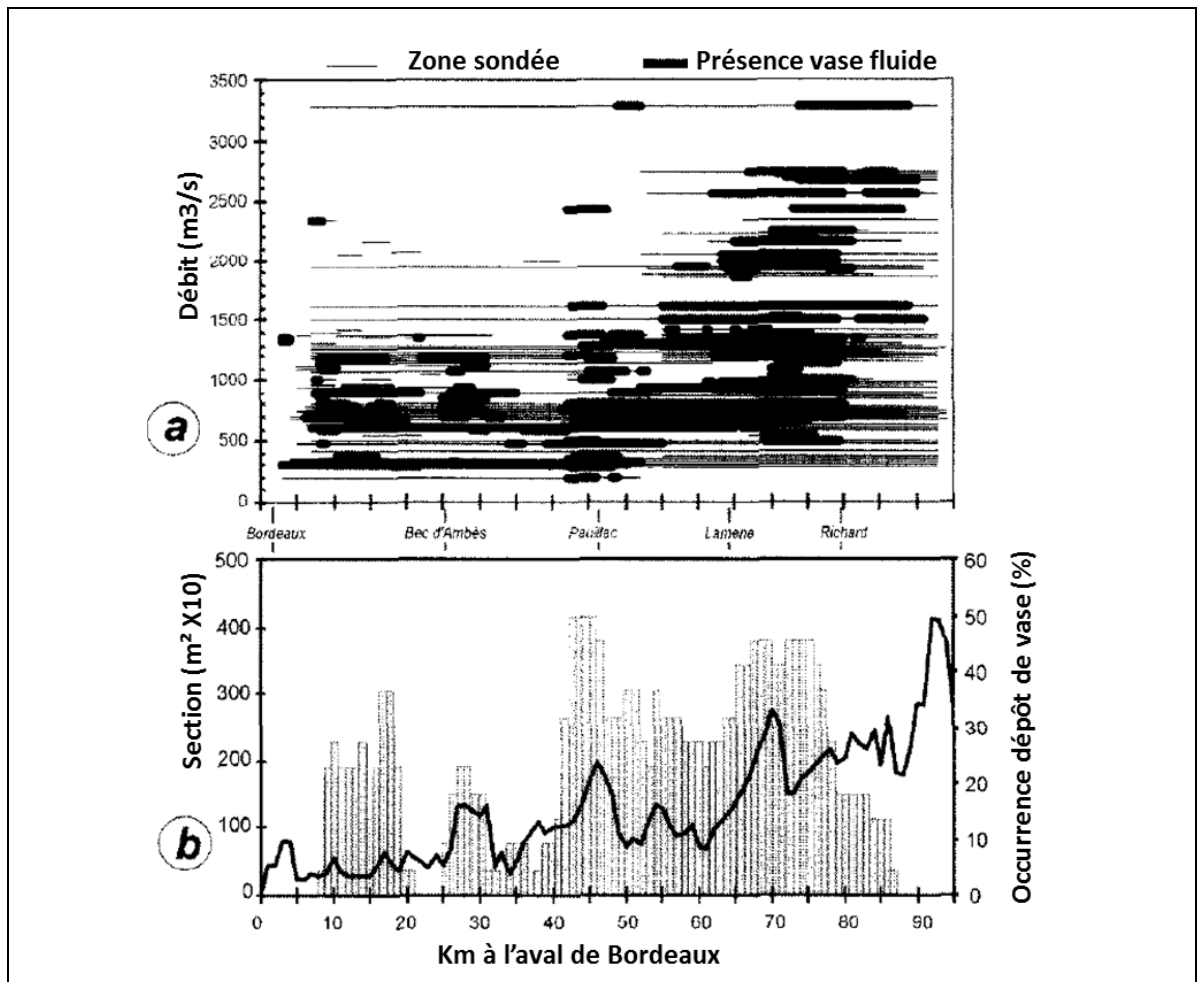 Zone sondée Présence vase fluide
Débit (m3/s)
3500
3000
2500
2000
1500
1000
500
0
a
Bordeaux Bec d'Ambès Pauillac Lamena Richard
Section (m² X10)
500
400
300
200
100
0
Occurrence dépôt de vase (%)
60
50
40
30
20
10
0
b
0 10 20 30 40 50 60 70 80 90
Km à l'aval de Bordeaux